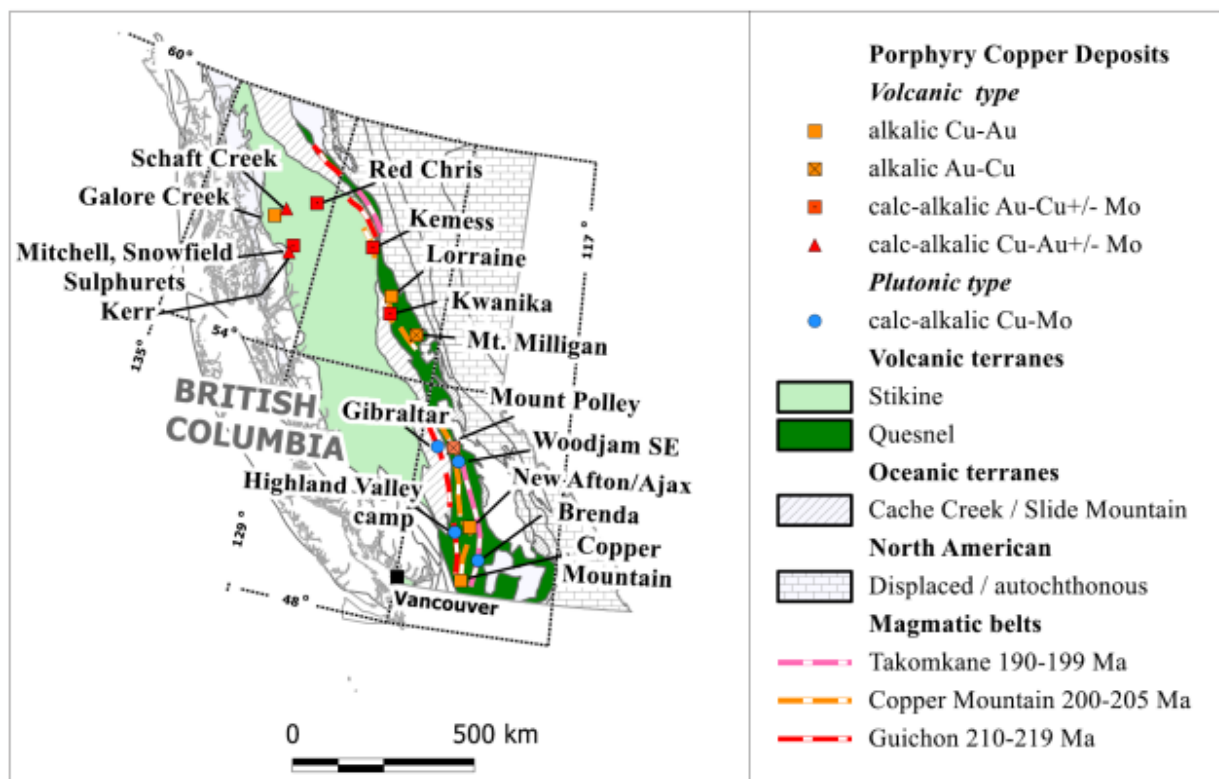 60°
Schaft Creek
Red Chris
Galore Creek
Kemess
117°
Mitchell, Snowfield
Lorraine
Sulphurets
Kerr
Kwanika
54°
135°
Mt. Milligan
BRITISH
COLUMBIA
Mount Polley
Gibraltar
Woodjam SE
Highland Valley
camp
New Afton/Ajax
Brenda
129°
Copper
Mountain
Vancouver
48°
0 500 km
Porphyry Copper Deposits
Volcanic type
alkalic Cu-Au
alkalic Au-Cu
calc-alkalic Au-Cu+/- Mo
calc-alkalic Cu-Au+/- Mo
Plutonic type
calc-alkalic Cu-Mo
Volcanic terranes
Stikine
Quesnel
Oceanic terranes
Cache Creek / Slide Mountain
North American
Displaced / autochthonous
Magmatic belts
Takomkane 190-199 Ma
Copper Mountain 200-205 Ma
Guichon 210-219 Ma